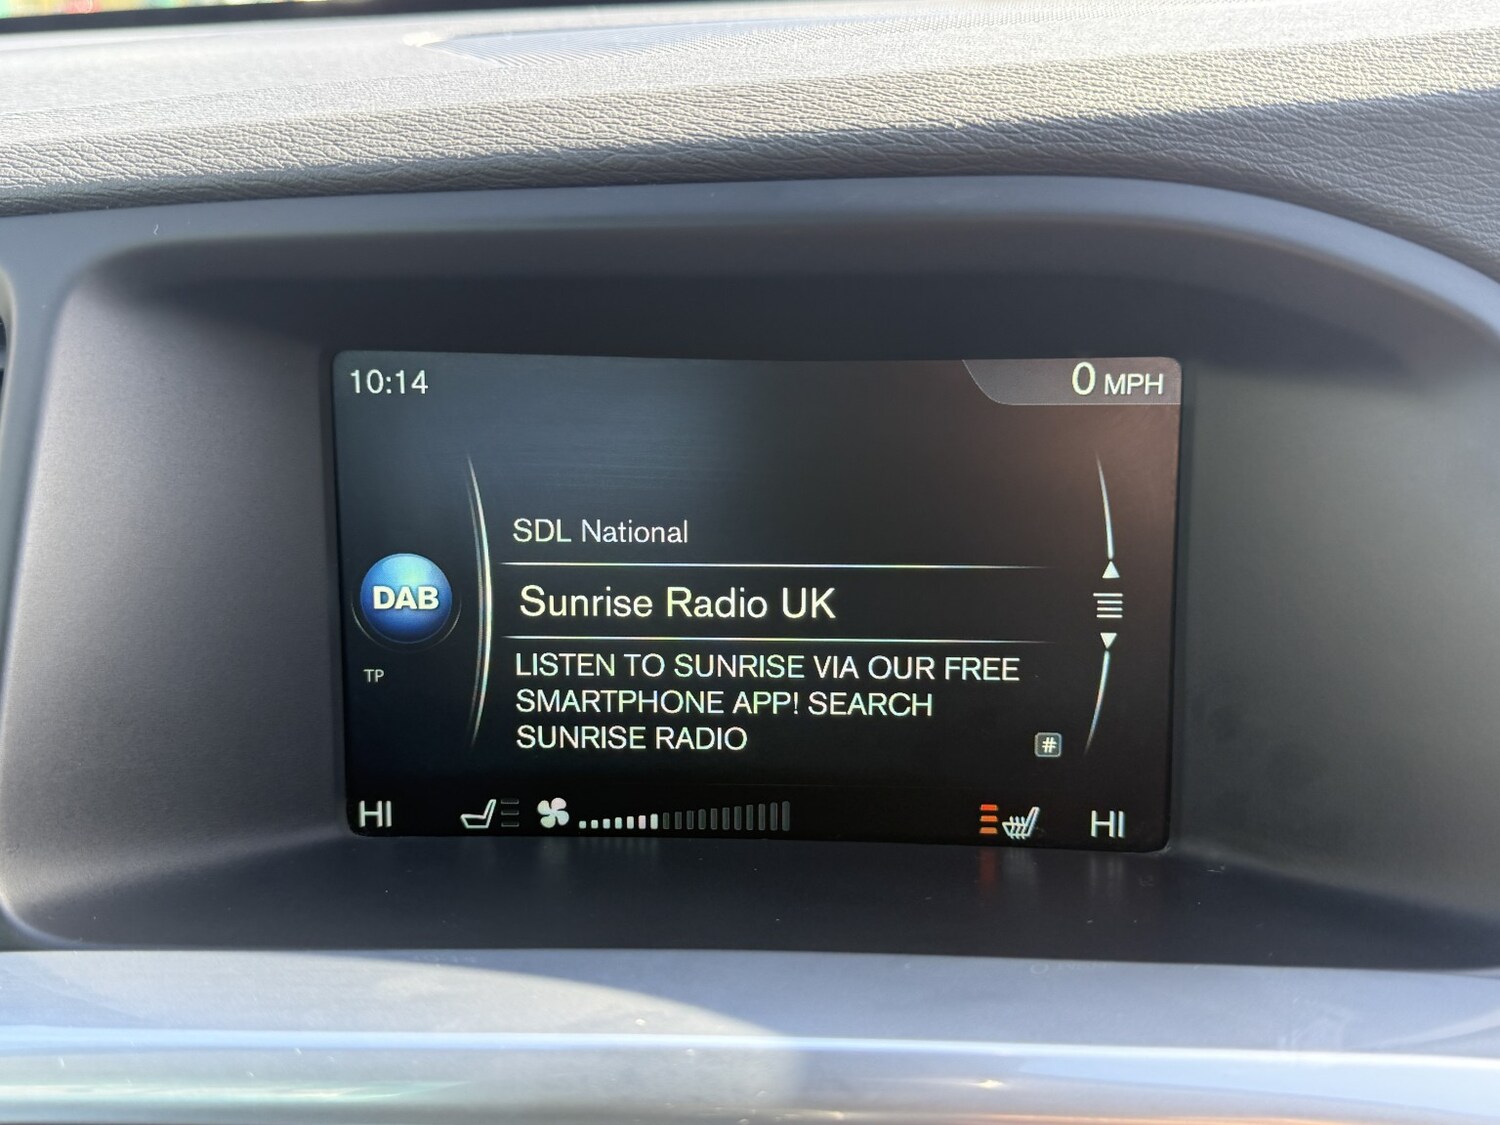 10:14
0 MPH
SDL National
DAB
Sunrise Radio UK
TP
LISTEN TO SUNRISE VIA OUR FREE
SMARTPHONE APP! SEARCH
SUNRISE RADIO
#
HI
HI